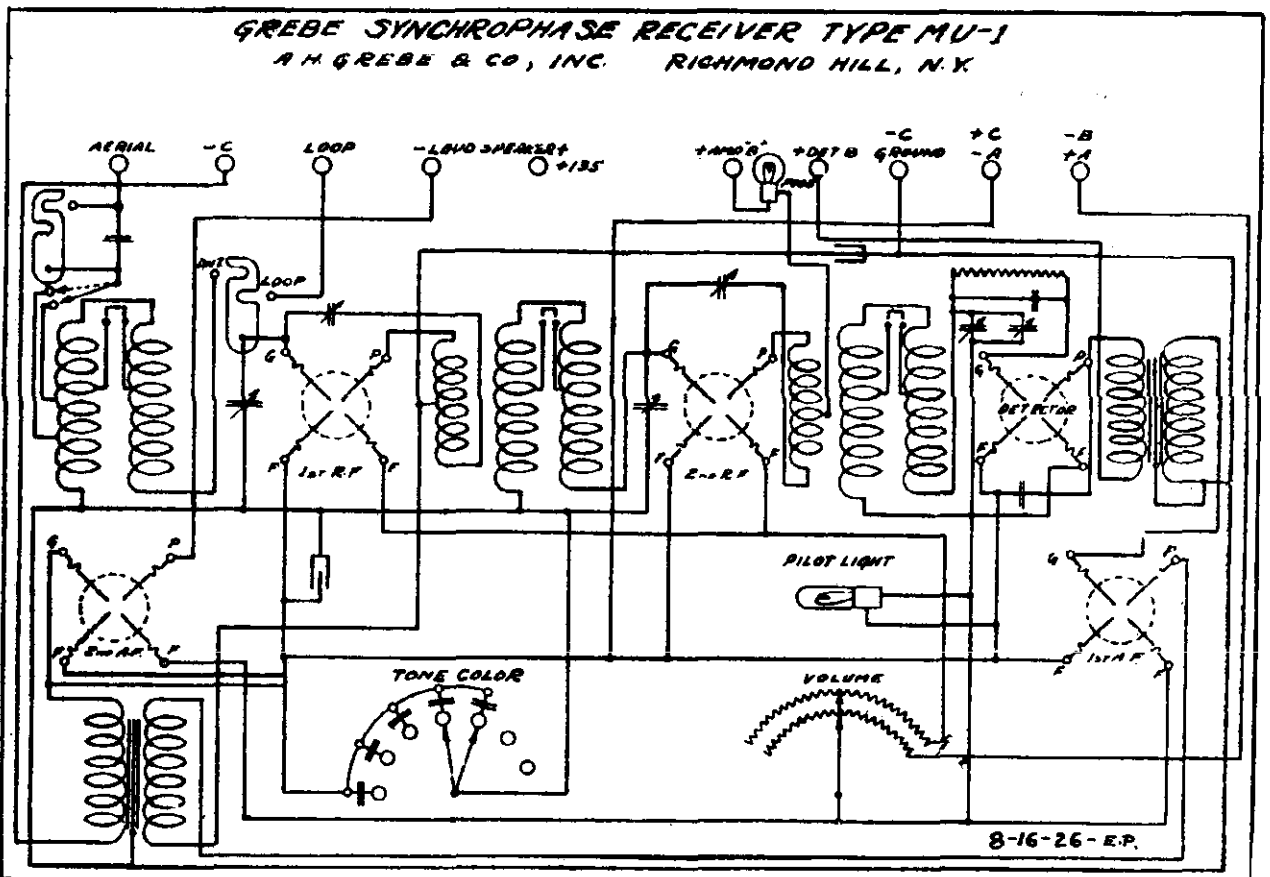 GREBE SYNCHROPHASE RECEIVER TYPE MU-1
A.H. GREBE & CO, INC. RICHMOND HILL, N.Y.
AERIAL
-C
LOOP
-LOUD SPEAKER+
+135
+AMP"B"
+DET B
-C
GROUND
+C
-A
-B
+A
LOOP
G
P
F
F
1ST R.F.
G
P
F
F
2ND R.F.
G
P
DETECTOR
F
F
G
P
F
F
2ND A.F.
PILOT LIGHT
G
P
F
F
1ST A.F.
TONE COLOR
VOLUME
8-16-26-E.P.